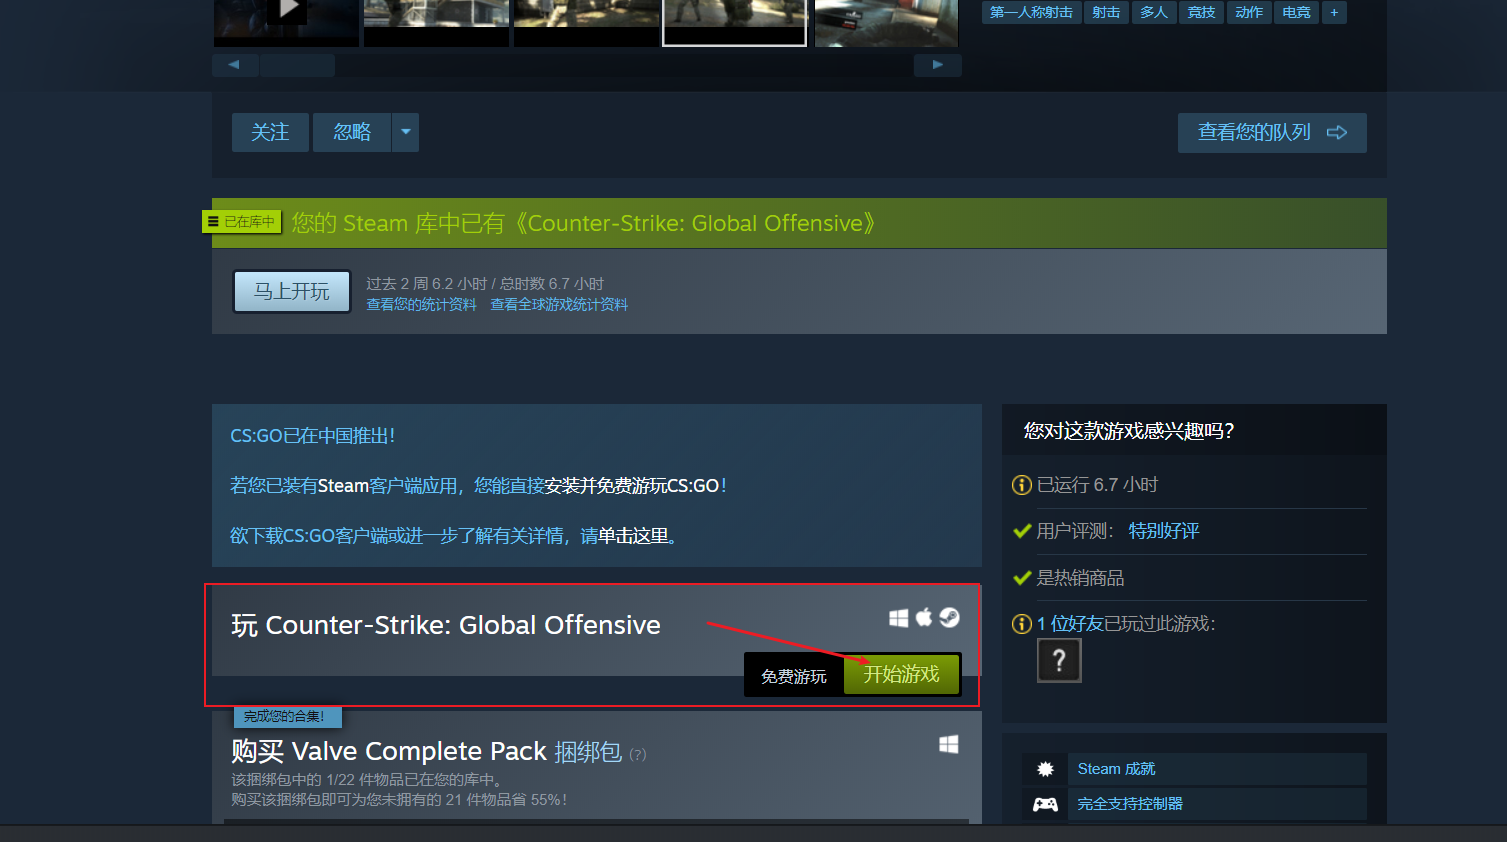 第一人称射击 射击 多人 竞技 动作 电竞 +
关注 忽略 查看您的队列
已在库中 您的 Steam 库中已有《Counter-Strike: Global Offensive》
马上开玩 过去 2 周 6.2 小时 / 总时数 6.7 小时
查看您的统计资料 查看全球游戏统计资料
CS:GO已在中国推出！
若您已装有Steam客户端应用，您能直接安装并免费游玩CS:GO！
欲下载CS:GO客户端或进一步了解有关详情，请单击这里。
玩 Counter-Strike: Global Offensive
免费游玩 开始游戏
完成您的合集！
购买 Valve Complete Pack 捆绑包 (?)
该捆绑包中的 1/22 件物品已在您的库中。
购买该捆绑包即可为您未拥有的 21 件物品省 55%！
您对这款游戏感兴趣吗？
已运行 6.7 小时
用户评测： 特别好评
是热销商品
1 位好友已玩过此游戏：
?
Steam 成就
完全支持控制器